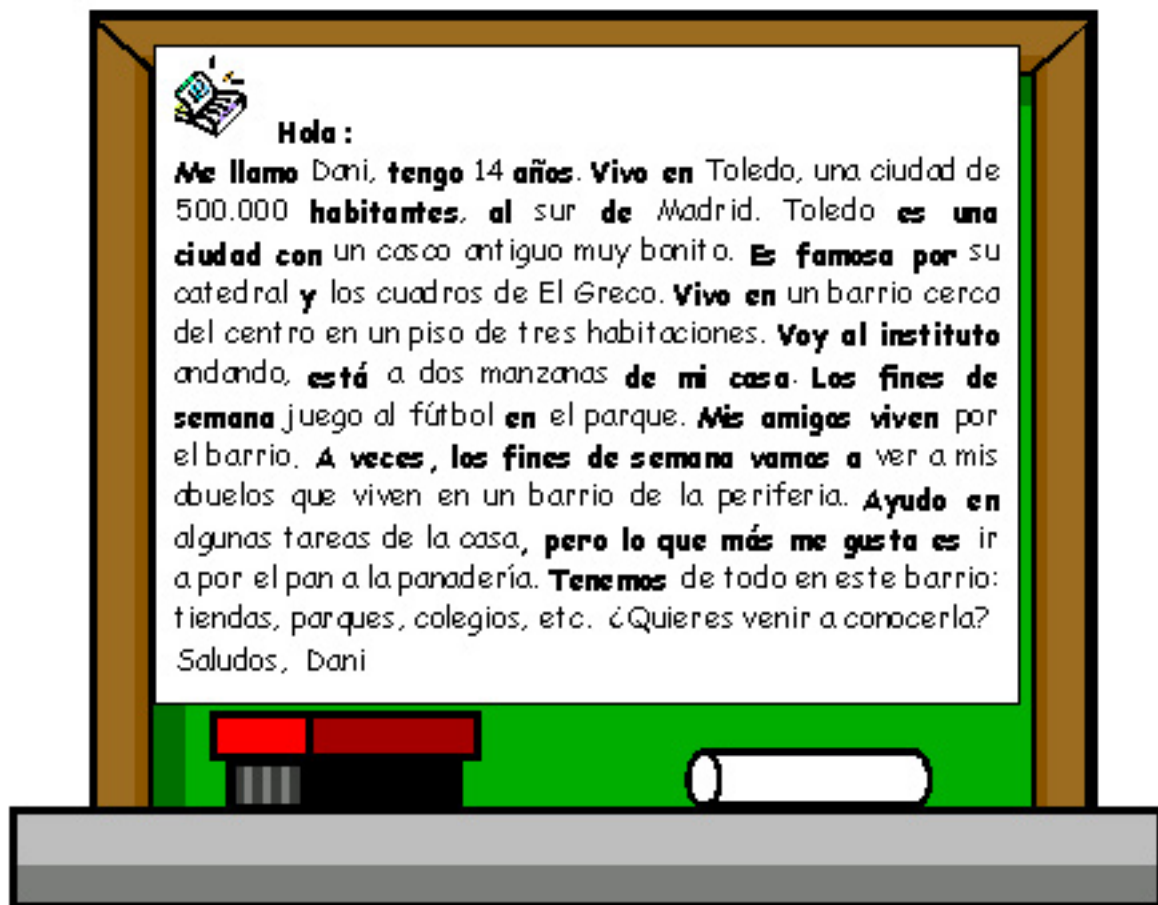 Hola :
Me llamo Dani, tengo 14 años. Vivo en Toledo, una ciudad de
500.000 habitantes, al sur de Madrid. Toledo es una
ciudad con un casco antiguo muy bonito. Es famosa por su
catedral y los cuadros de El Greco. Vivo en un barrio cerca
del centro en un piso de tres habitaciones. Voy al instituto
andando, está a dos manzanas de mi casa. Los fines de
semana juego al fútbol en el parque. Mis amigos viven por
el barrio. A veces, los fines de semana vamos a ver a mis
abuelos que viven en un barrio de la periferia. Ayudo en
algunas tareas de la casa, pero lo que más me gusta es ir
a por el pan a la panadería. Tenemos de todo en este barrio:
tiendas, parques, colegios, etc. ¿Quieres venir a conocerla?
Saludos, Dani